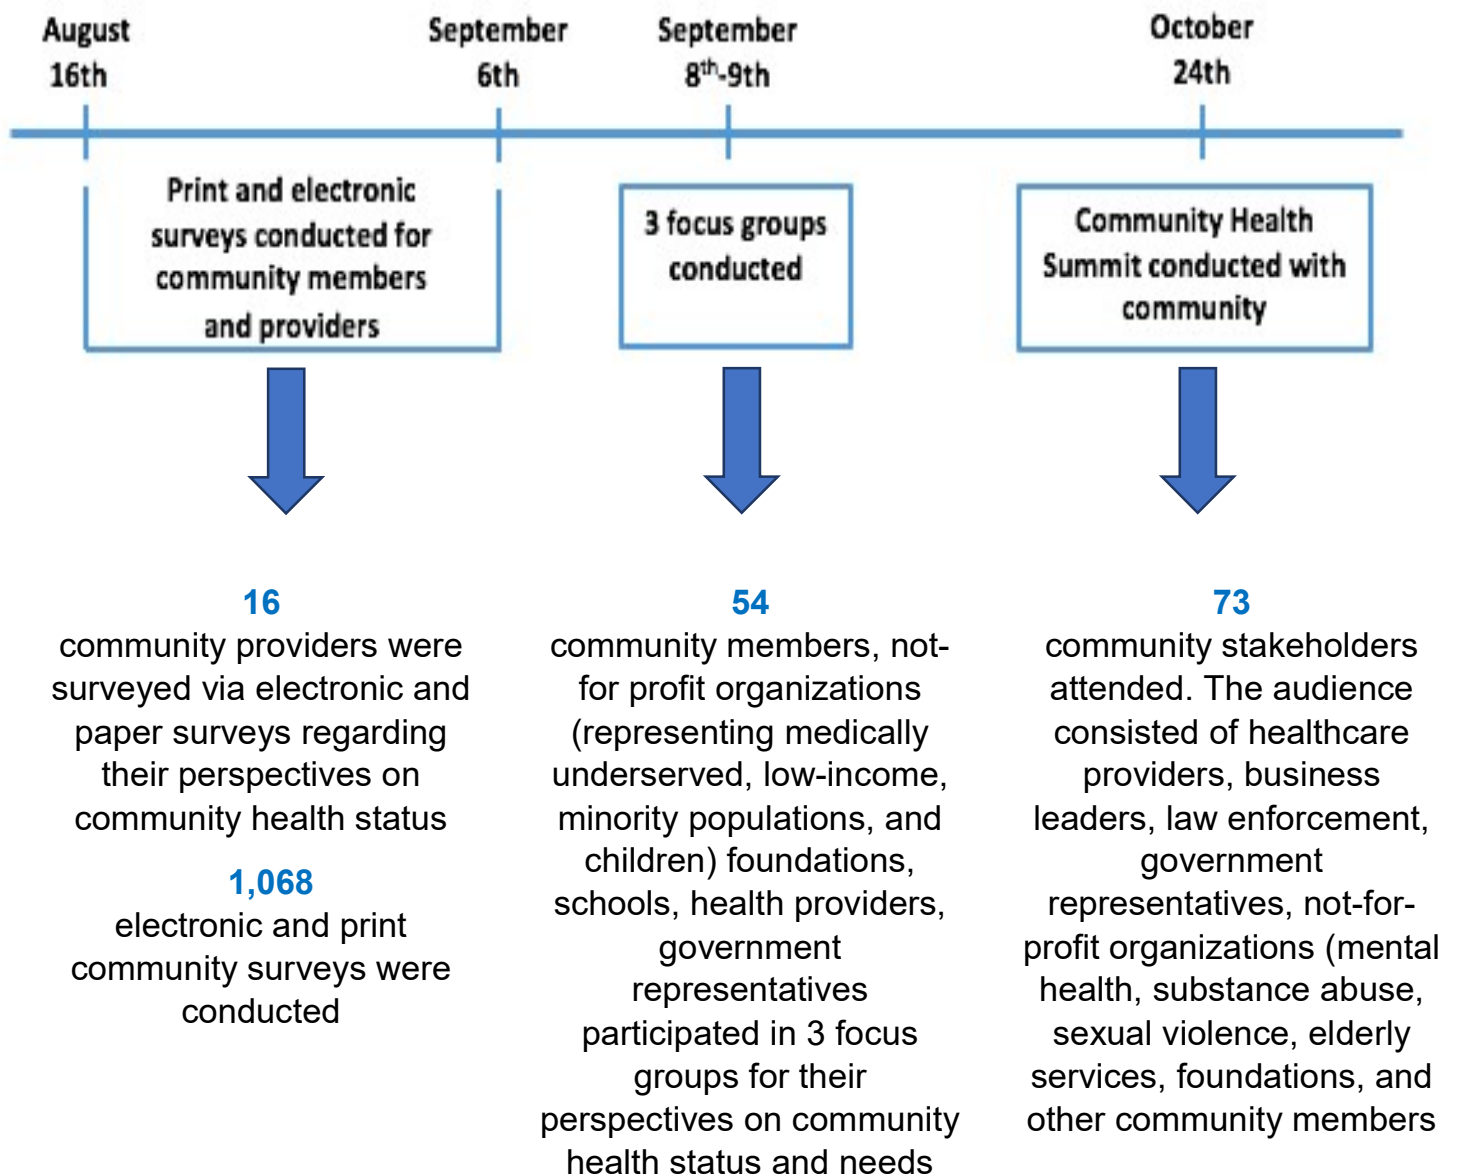 August
16th
September
6th
September
8th-9th
October
24th
Print and electronic
surveys conducted for
community members
and providers
3 focus groups
conducted
Community Health
Summit conducted with
community
16
community providers were
surveyed via electronic and
paper surveys regarding
their perspectives on
community health status
1,068
electronic and print
community surveys were
conducted
54
community members, not-
for profit organizations
(representing medically
underserved, low-income,
minority populations, and
children) foundations,
schools, health providers,
government
representatives
participated in 3 focus
groups for their
perspectives on community
health status and needs
73
community stakeholders
attended. The audience
consisted of healthcare
providers, business
leaders, law enforcement,
government
representatives, not-for-
profit organizations (mental
health, substance abuse,
sexual violence, elderly
services, foundations, and
other community members